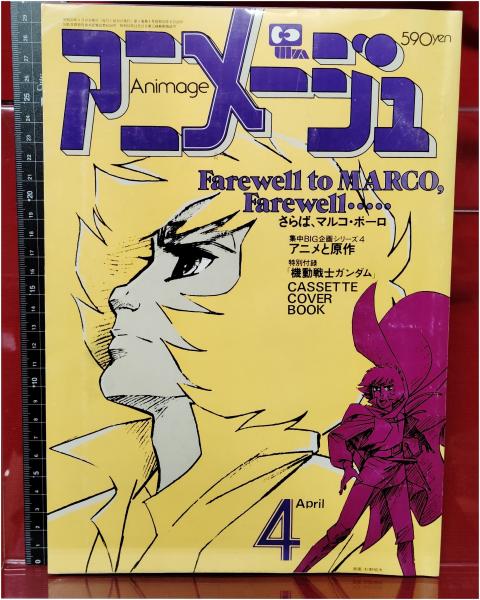 590yen
アニメージュ
Animage
Farewell to MARCO,
Farewell・・・・・
さらば、マルコ・ポーロ
集中BIG企画シリーズ4
アニメと原作
特別付録
「機動戦士ガンダム」
CASSETTE
COVER
BOOK
4
April